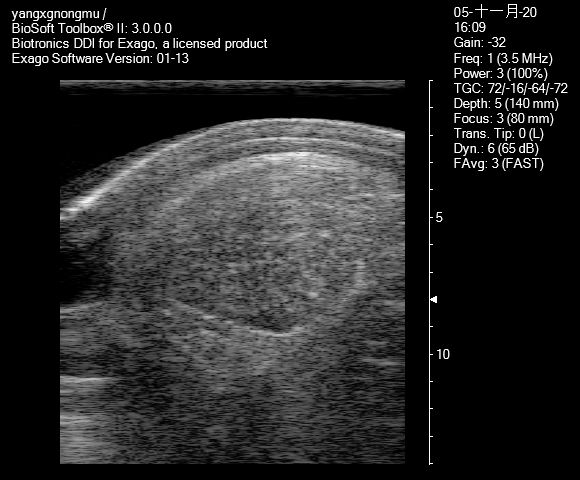 yangxgnongmu /
BioSoft Toolbox® II: 3.0.0.0
Biotronics DDI for Exago, a licensed product
Exago Software Version: 01-13
05-十一月-20
16:09
Gain: -32
Freq: 1 (3.5 MHz)
Power: 3 (100%)
TGC: 72/-16/-64/-72
Depth: 5 (140 mm)
Focus: 3 (80 mm)
Trans. Tip: 0 (L)
Dyn.: 6 (65 dB)
FAvg: 3 (FAST)
5
10